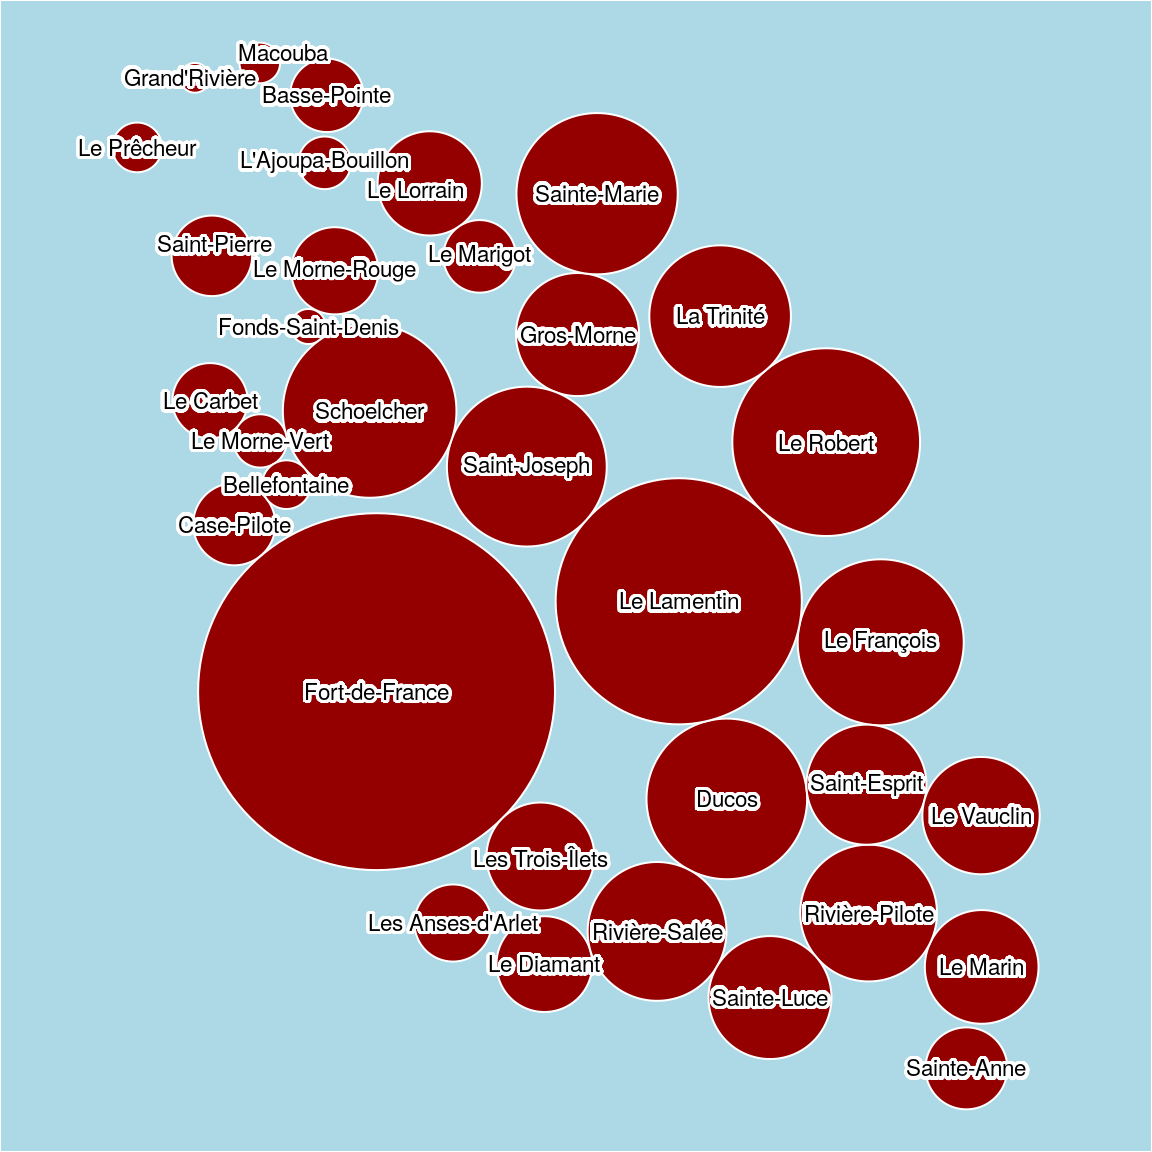 Macouba
Grand'Rivière
Basse-Pointe
Le Prêcheur
L'Ajoupa-Bouillon
Le Lorrain
Sainte-Marie
Saint-Pierre
Le Marigot
Le Morne-Rouge
La Trinité
Fonds-Saint-Denis
Gros-Morne
Le Carbet
Schoelcher
Le Morne-Vert
Le Robert
Saint-Joseph
Bellefontaine
Case-Pilote
Le Lamentin
Le François
Fort-de-France
Saint-Esprit
Ducos
Le Vauclin
Les Trois-Îlets
Rivière-Pilote
Les Anses-d'Arlet
Rivière-Salée
Le Diamant
Le Marin
Sainte-Luce
Sainte-Anne